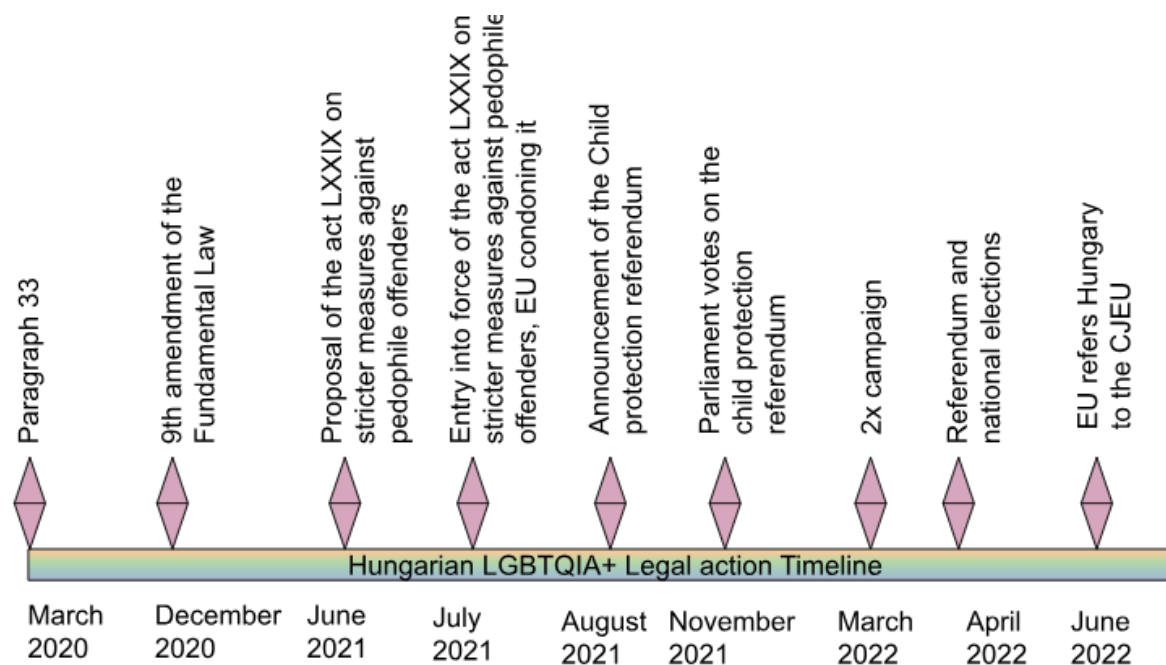 Paragraph 33
9th amendment of the
Fundamental Law
Proposal of the act LXXIX on
stricter measures against
pedophile offenders
Entry into force of the act LXXIX on
stricter measures against pedophile
offenders, EU condoning it
Announcement of the Child
protection referendum
Parliament votes on the
child protection
referendum
2x campaign
Referendum and
national elections
EU refers Hungary
to the CJEU
Hungarian LGBTQIA+ Legal action Timeline
March
2020
December
2020
June
2021
July
2021
August
2021
November
2021
March
2022
April
2022
June
2022